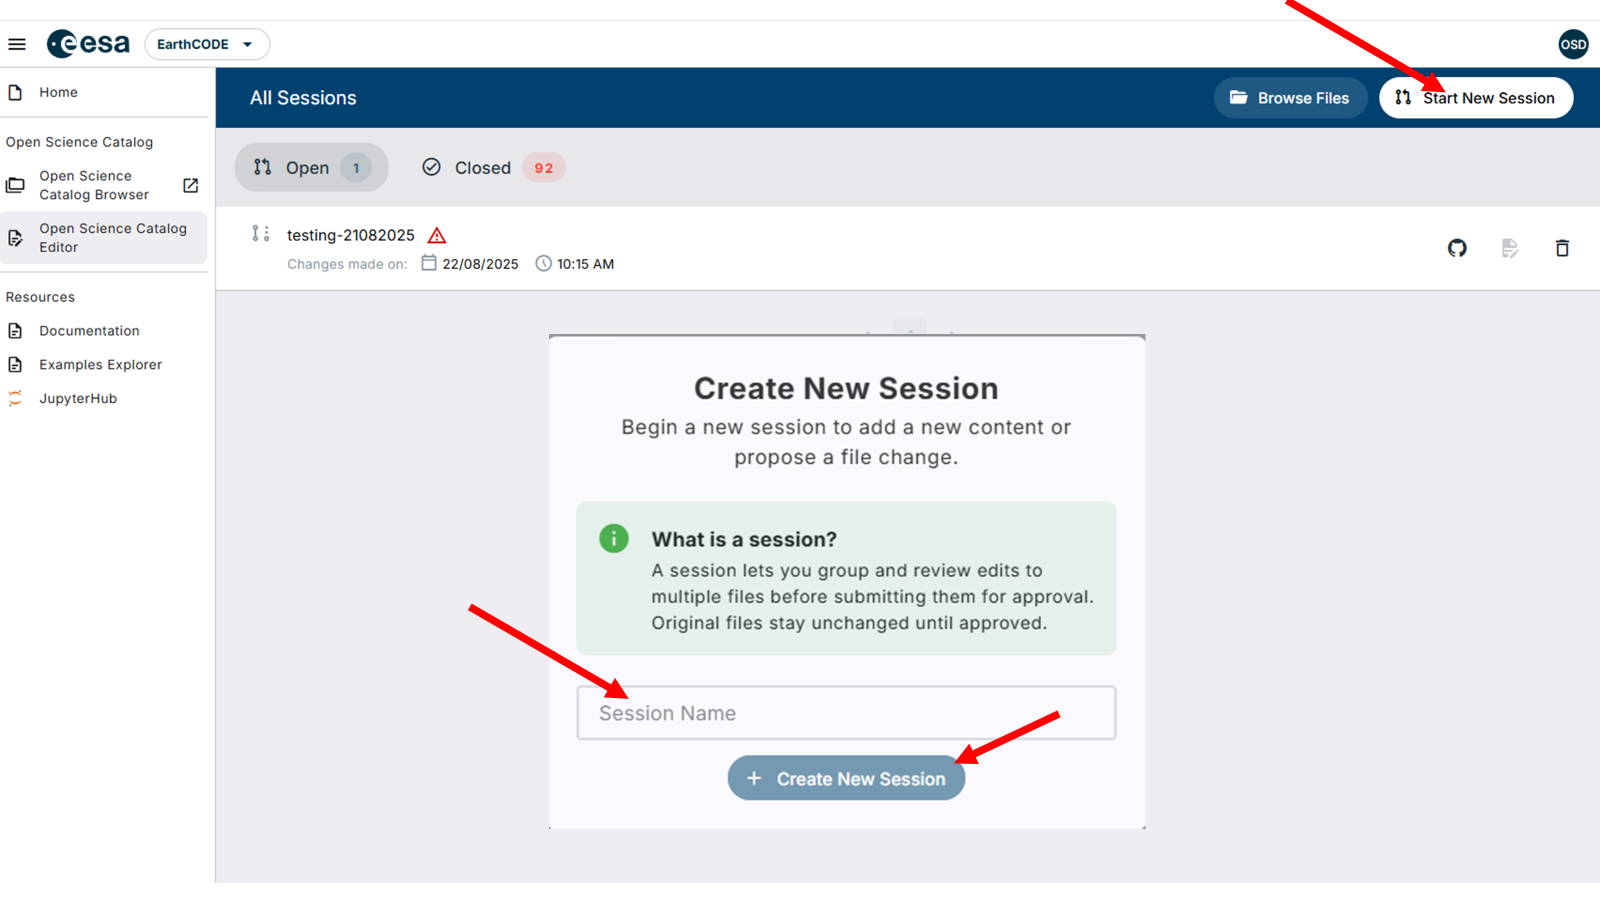 esa
EarthCODE
OSD
Home
Open Science Catalog
Open Science
Catalog Browser
Open Science Catalog
Editor
Resources
Documentation
Examples Explorer
JupyterHub
All Sessions
Browse Files
Start New Session
Open 1
Closed 92
testing-21082025
Changes made on: 22/08/2025 10:15 AM
Create New Session
Begin a new session to add a new content or
propose a file change.
What is a session?
A session lets you group and review edits to
multiple files before submitting them for approval.
Original files stay unchanged until approved.
Session Name
+ Create New Session